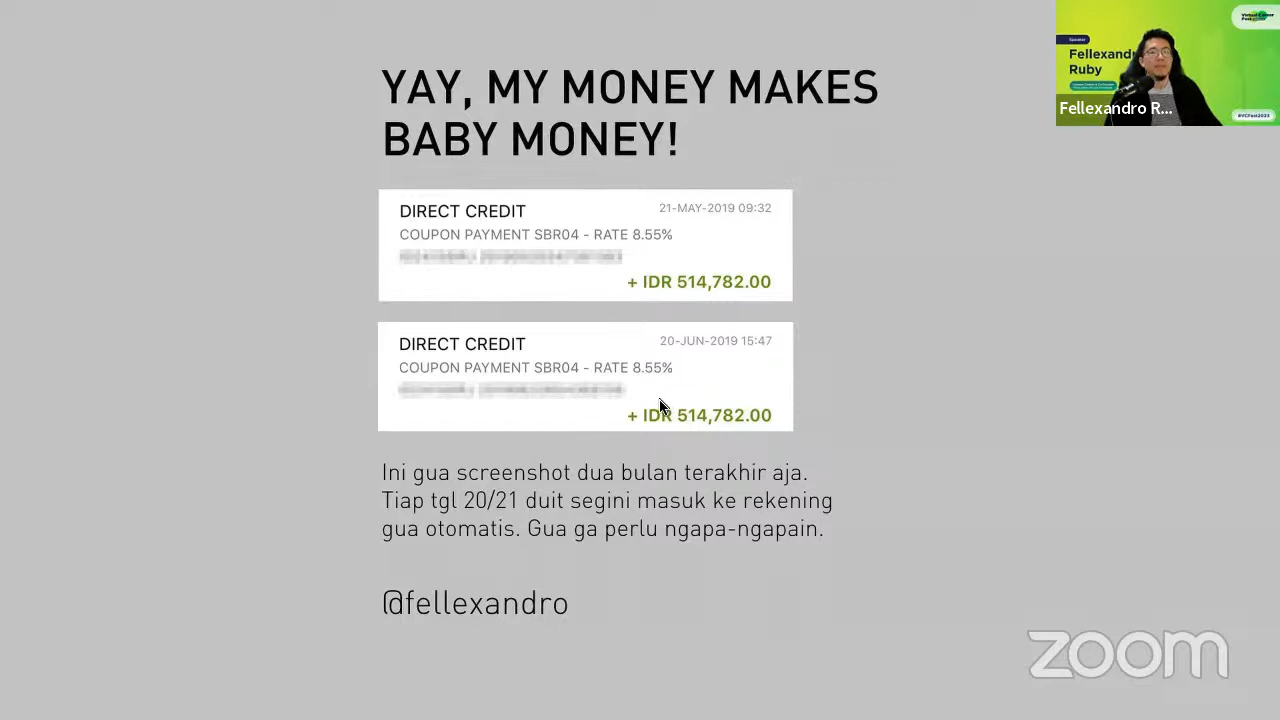 YAY, MY MONEY MAKES
BABY MONEY!
DIRECT CREDIT
21-MAY-2019 09:32
COUPON PAYMENT SBR04 - RATE 8.55%
+ IDR 514,782.00
DIRECT CREDIT
20-JUN-2019 15:47
COUPON PAYMENT SBR04 - RATE 8.55%
+ IDR 514,782.00
Ini gua screenshot dua bulan terakhir aja.
Tiap tgl 20/21 duit segini masuk ke rekening
gua otomatis. Gua ga perlu ngapa-ngapain.
@fellexandro
Speaker
Fellexandro
Ruby
Fellexandro R...
#VCFest2023
zoom